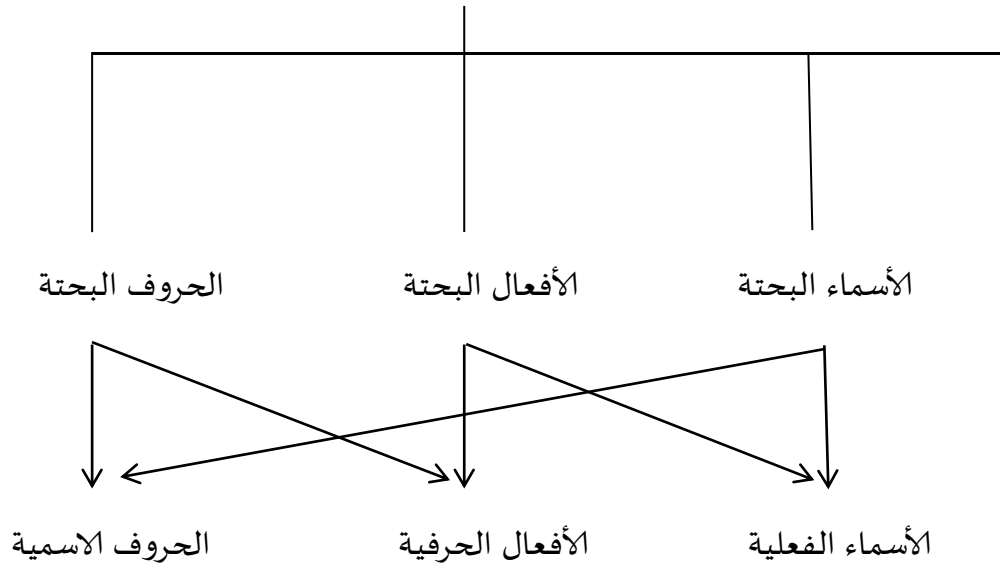 الأسماء البحتة
الأفعال البحتة
الحروف البحتة
الأسماء الفعلية
الأفعال الحرفية
الحروف الاسمية